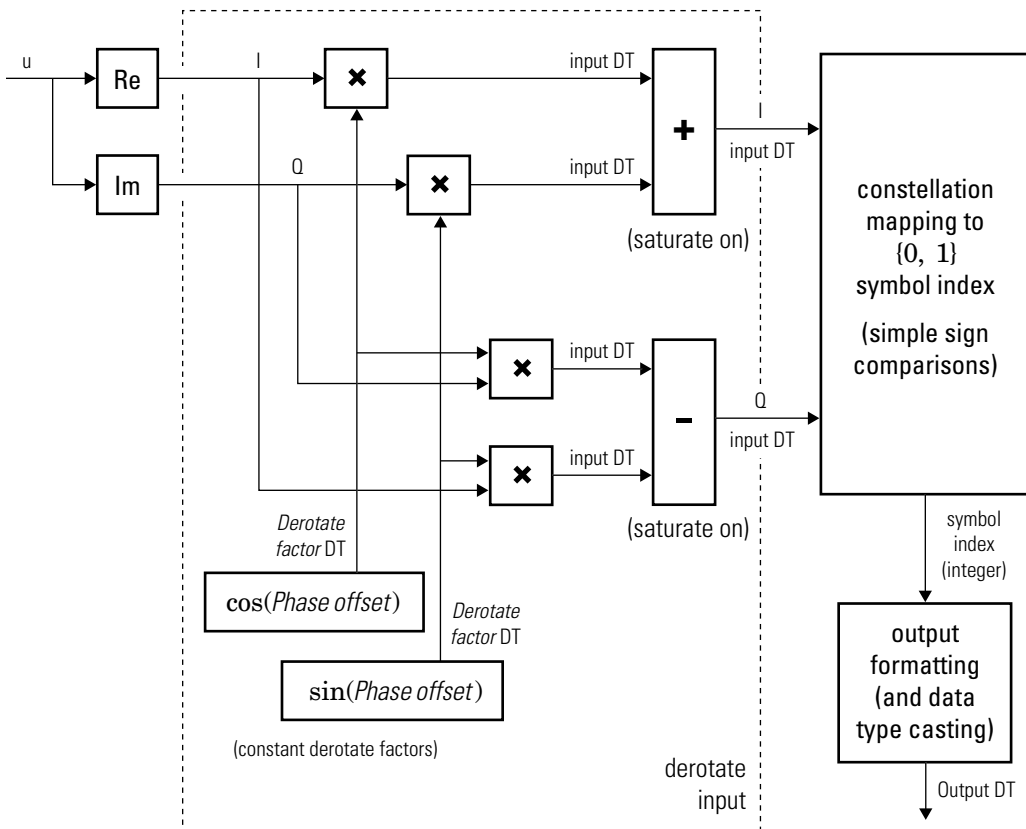 u
Re
I
×
input DT
+
I
input DT
Im
Q
×
input DT
(saturate on)
constellation
mapping to
{0, 1}
symbol index
(simple sign
comparisons)
×
input DT
−
Q
input DT
×
input DT
(saturate on)
Derotate
factor DT
cos(Phase offset)
Derotate
factor DT
sin(Phase offset)
(constant derotate factors)
derotate
input
symbol
index
(integer)
output
formatting
(and data
type casting)
Output DT